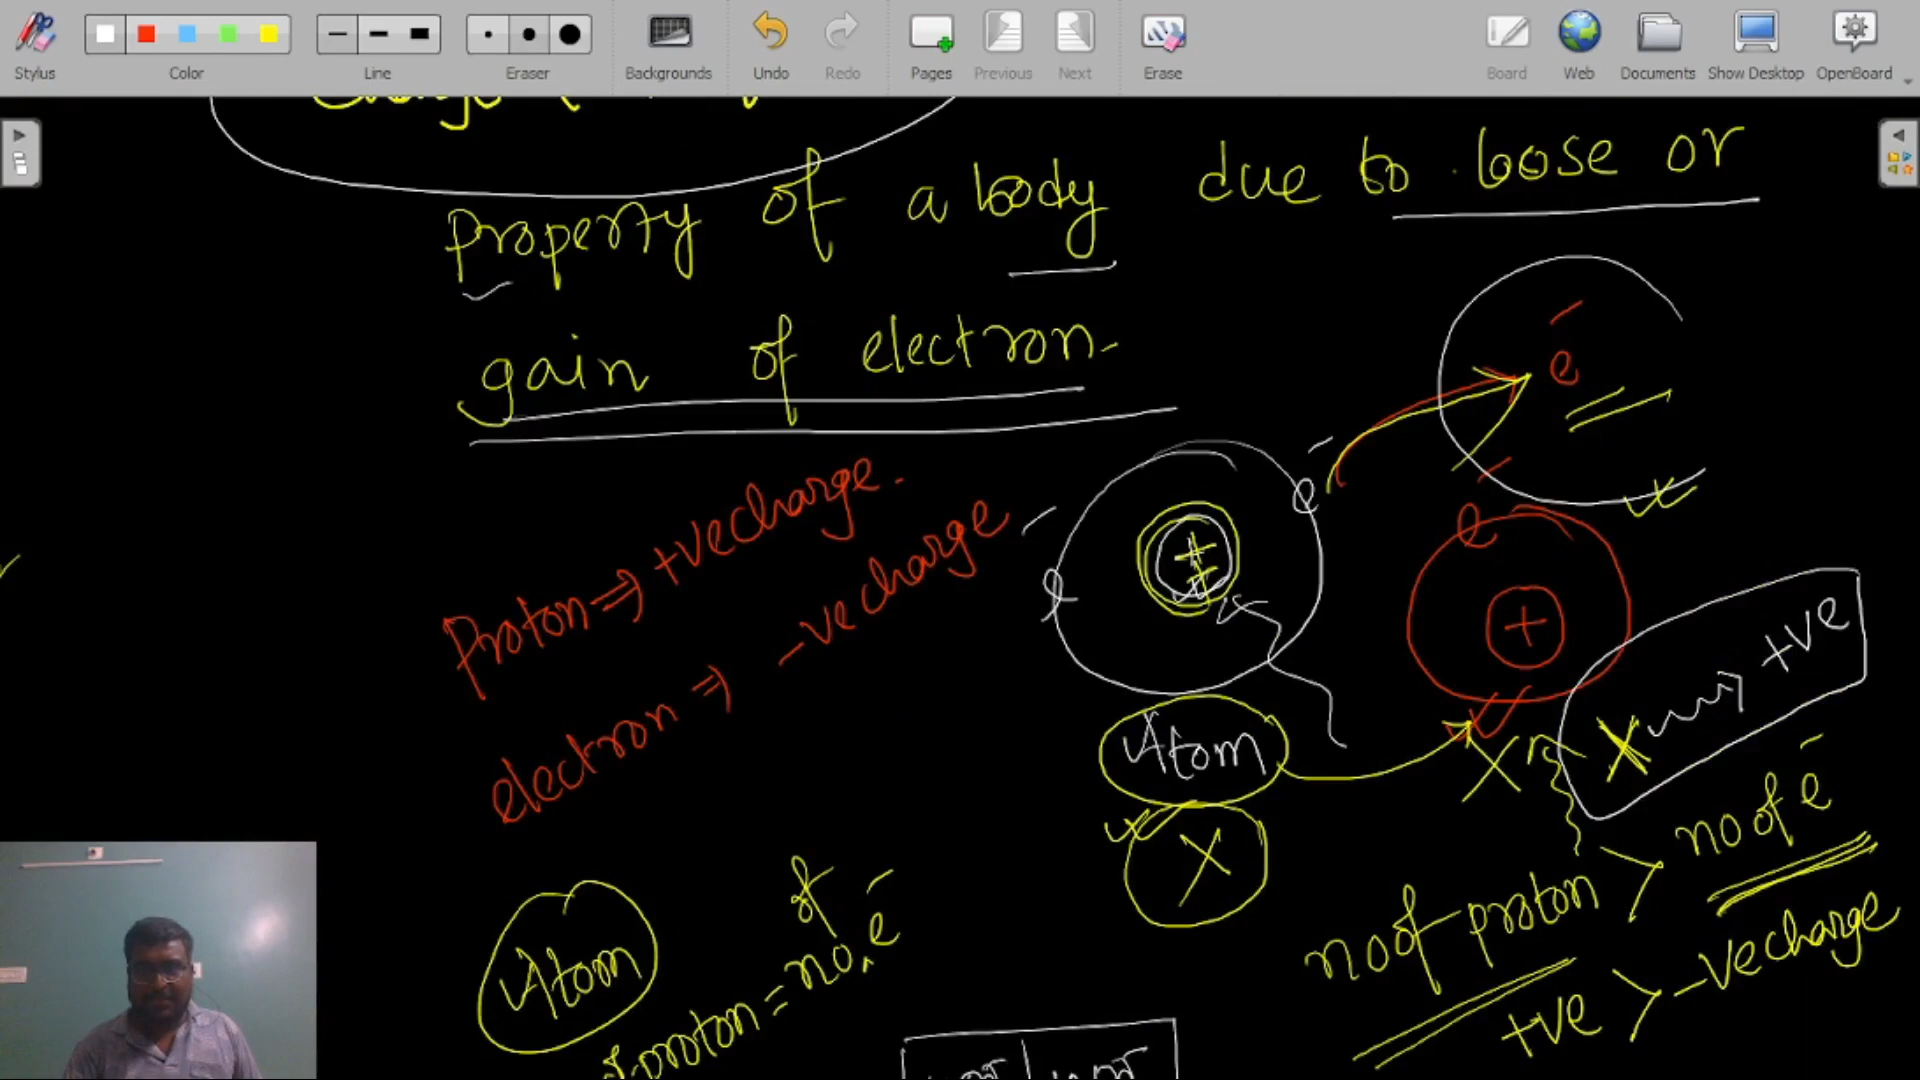 Stylus
Color
Line
Eraser
Backgrounds
Undo
Redo
Pages
Previous
Next
Erase
Board
Web
Documents
Show Desktop
OpenBoard
property of a body due to loose or
gain of electron.
e-
e-
e-
Proton ⇒ +ve charge.
e-
+
electron ⇒ -ve charge
+
Atom
X
X → +ve
X
no of proton > no of e-
+ve > -ve charge
Atom
of proton = no. of e-